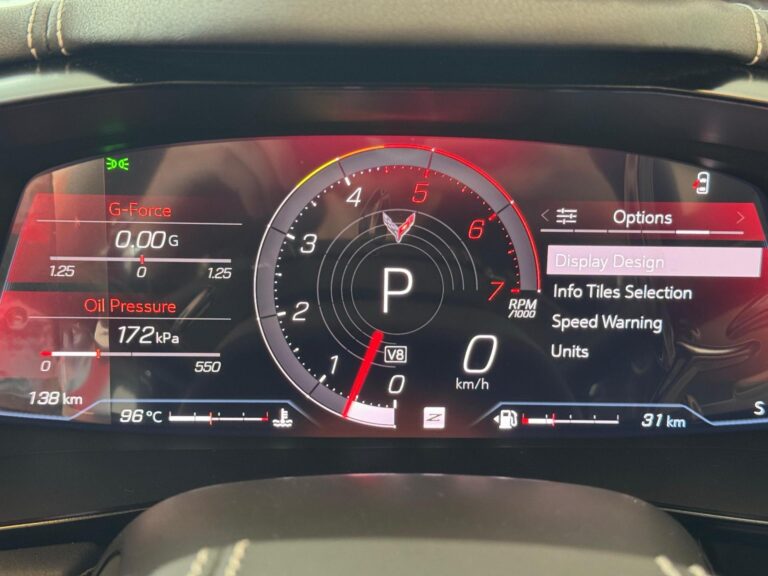 G-Force
0.00 G
1.25 0 1.25
Oil Pressure
172 kPa
0 550
138 km
96 °C
4
5
3
6
2
7
1
0
RPM
/1000
P
V8
0
km/h
Z
Options
Display Design
Info Tiles Selection
Speed Warning
Units
31 km
S